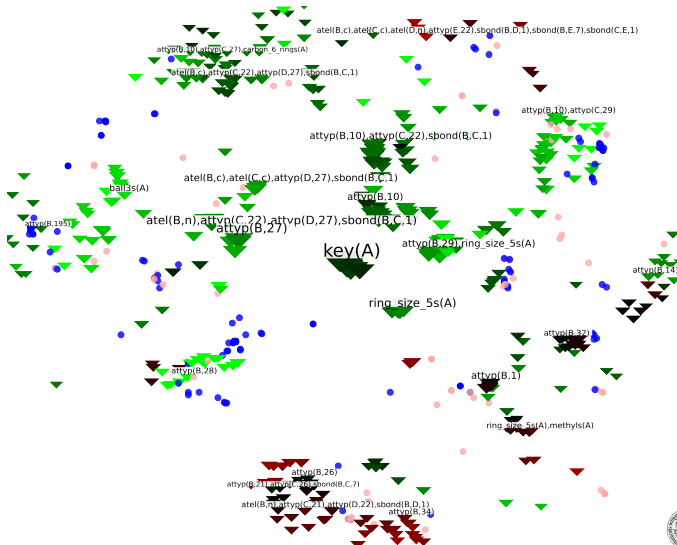 atel(B,c),atel(C,c),atel(D,n),attyp(E,22),sbond(B,D,1),sbond(B,E,7),sbond(C,E,1)
attyp(B,10),attyp(C,27),carbon_6_rings(A)
atel(B,c),attyp(C,22),attyp(D,27),sbond(B,C,1)
attyp(B,10),attyp(C,29)
attyp(B,10),attyp(C,22),sbond(B,C,1)
atel(B,c),atel(C,c),attyp(D,27),sbond(B,C,1)
ball3s(A)
attyp(B,10)
atel(B,n),attyp(C,22),attyp(D,27),sbond(B,C,1)
attyp(B,195)
attyp(B,27)
attyp(B,29),ring_size_5s(A)
key(A)
attyp(B,14)
ring_size_5s(A)
attyp(B,32)
attyp(B,28)
attyp(B,1)
ring_size_5s(A),methyls(A)
attyp(B,26)
attyp(B,21),attyp(C,26),sbond(B,C,7)
atel(B,n),attyp(C,21),attyp(D,22),sbond(B,D,1)
attyp(B,34)